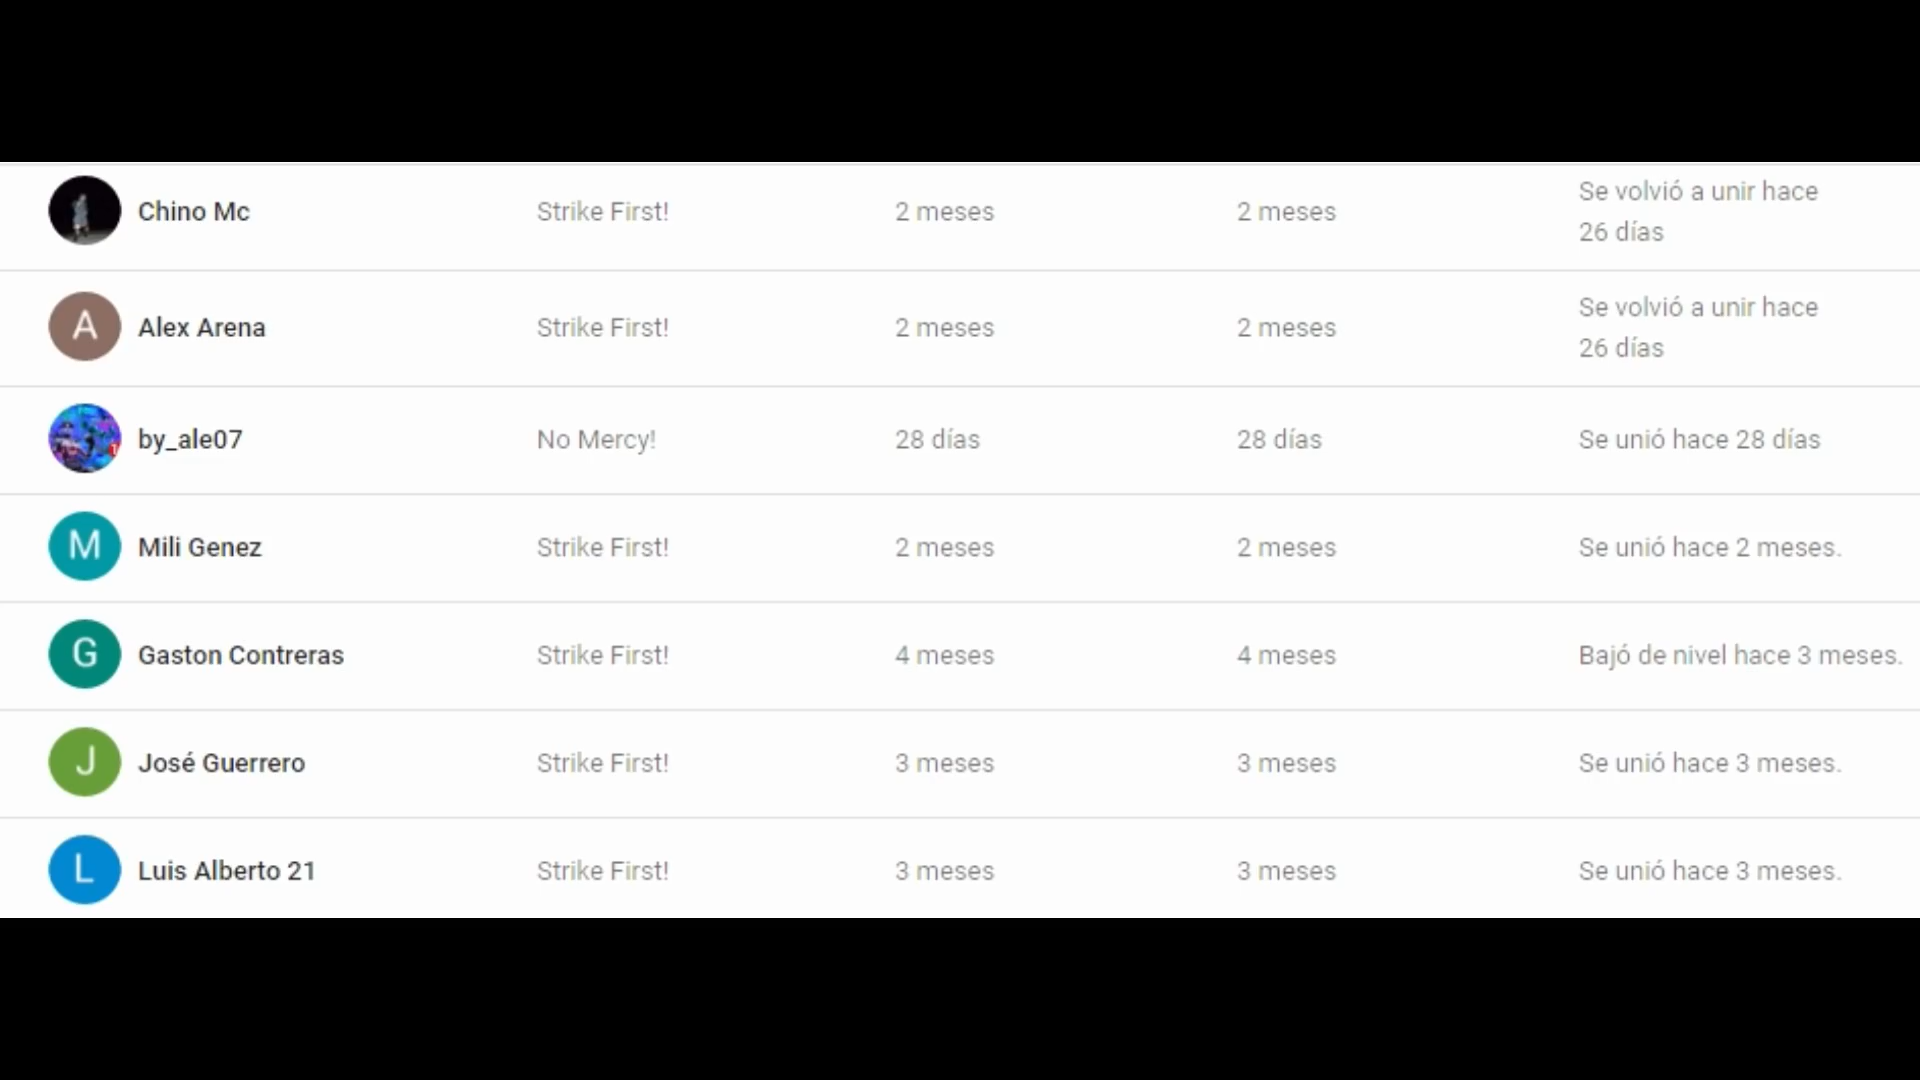 Chino Mc Strike First! 2 meses 2 meses Se volvió a unir hace
26 días
A Alex Arena Strike First! 2 meses 2 meses Se volvió a unir hace
26 días
by_ale07 No Mercy! 28 días 28 días Se unió hace 28 días
M Mili Genez Strike First! 2 meses 2 meses Se unió hace 2 meses.
G Gaston Contreras Strike First! 4 meses 4 meses Bajó de nivel hace 3 meses.
J José Guerrero Strike First! 3 meses 3 meses Se unió hace 3 meses.
L Luis Alberto 21 Strike First! 3 meses 3 meses Se unió hace 3 meses.